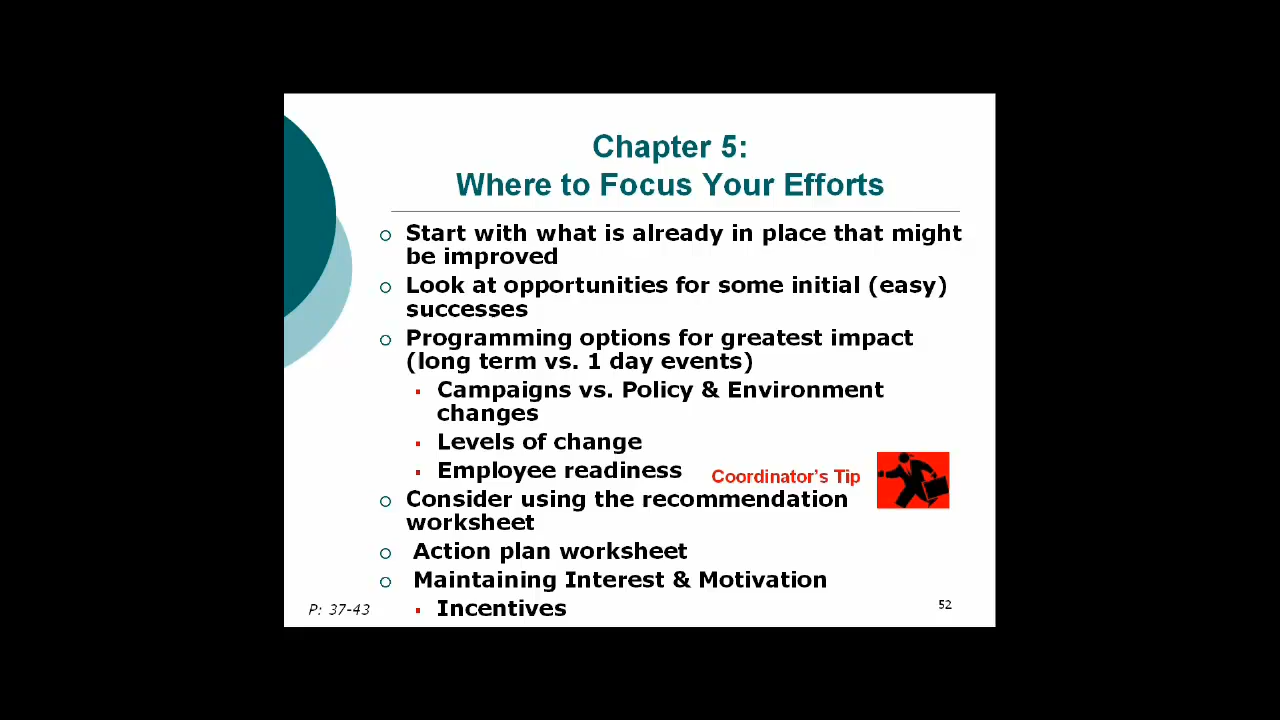 Chapter 5:
Where to Focus Your Efforts
Start with what is already in place that might
be improved
Look at opportunities for some initial (easy)
successes
Programming options for greatest impact
(long term vs. 1 day events)
Campaigns vs. Policy & Environment
changes
Levels of change
Employee readiness
Coordinator's Tip
Consider using the recommendation
worksheet
Action plan worksheet
Maintaining Interest & Motivation
Incentives
P: 37-43
52